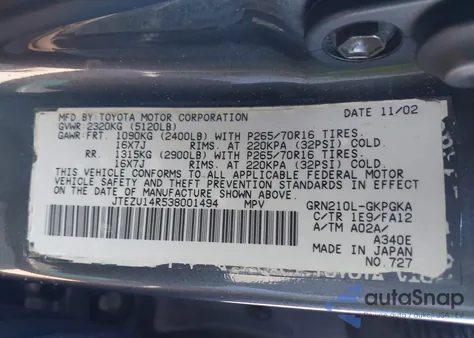 MFD. BY: TOYOTA MOTOR CORPORATION DATE 11/02
GVWR: 2320KG (5120LB)
GAWR: FRT. 1090KG (2400LB) WITH P265/70R16 TIRES,
16X7J RIMS, AT 220KPA (32PSI) COLD.
RR. 1315KG (2900LB) WITH P265/70R16 TIRES,
16X7J RIMS, AT 220KPA (32PSI) COLD.
THIS VEHICLE CONFORMS TO ALL APPLICABLE FEDERAL MOTOR
VEHICLE SAFETY AND THEFT PREVENTION STANDARDS IN EFFECT
ON THE DATE OF MANUFACTURE SHOWN ABOVE.
JTEZU14R538001494 MPV GRN210L-GKPGKA
C/TR 1E9/FA12
A/TM A02A/
A340E
MADE IN JAPAN
NO.727
autoSnap